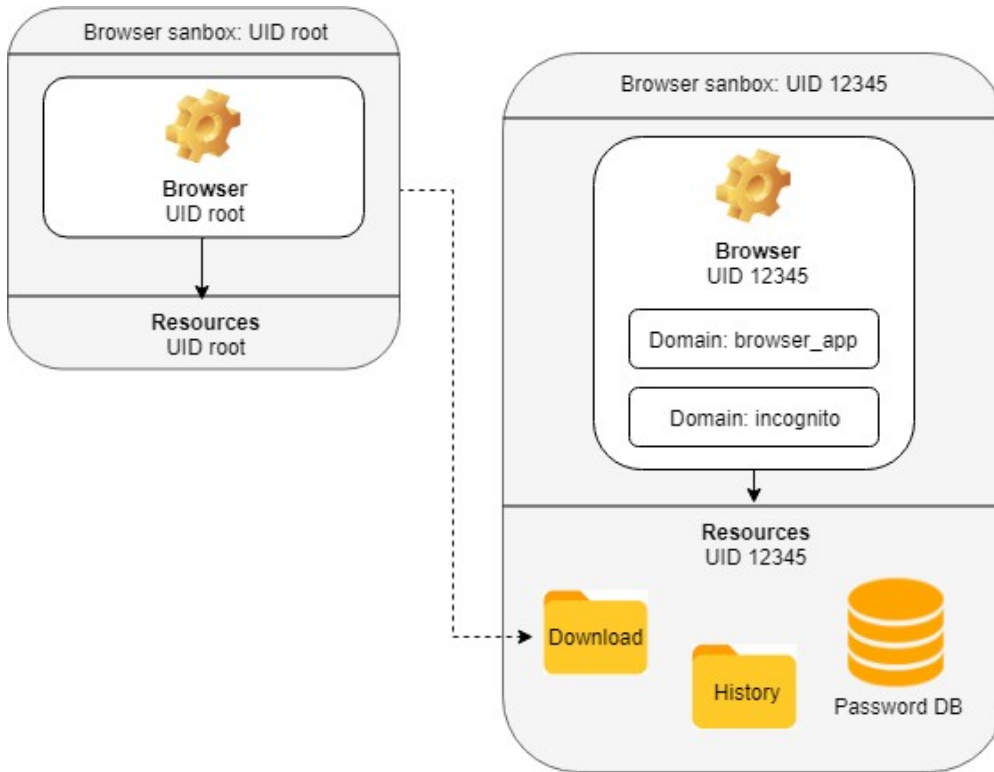 Browser sanbox: UID root
Browser
UID root
Resources
UID root
Browser sanbox: UID 12345
Browser
UID 12345
Domain: browser_app
Domain: incognito
Resources
UID 12345
Download
History
Password DB